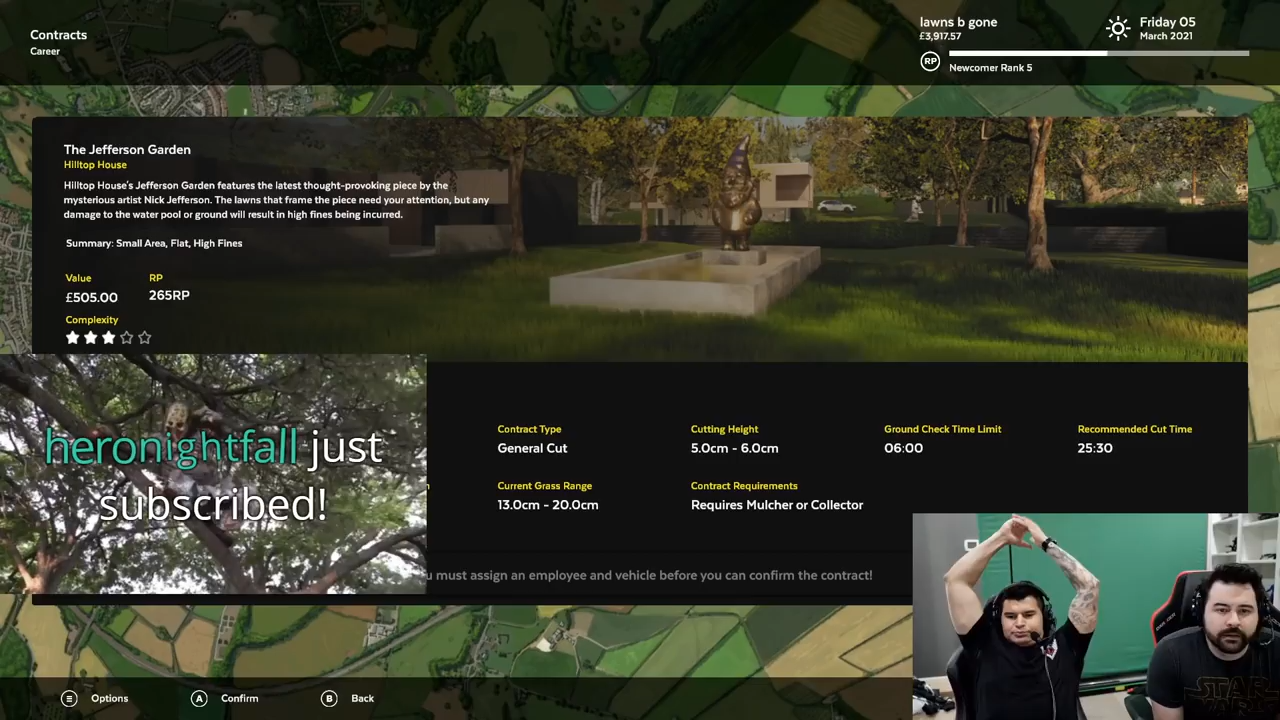 Contracts
Career
lawns b gone
£3,917.57
Friday 05
March 2021
RP
Newcomer Rank 5
The Jefferson Garden
Hilltop House
Hilltop House's Jefferson Garden features the latest thought-provoking piece by the
mysterious artist Nick Jefferson. The lawns that frame the piece need your attention, but any
damage to the water pool or ground will result in high fines being incurred.
Summary: Small Area, Flat, High Fines
Value
RP
£505.00
265RP
Complexity
heronightfall just
subscribed!
Contract Type
Cutting Height
Ground Check Time Limit
Recommended Cut Time
General Cut
5.0cm - 6.0cm
06:00
25:30
Current Grass Range
Contract Requirements
13.0cm - 20.0cm
Requires Mulcher or Collector
must assign an employee and vehicle before you can confirm the contract!
STAR
WARS
Options
A
Confirm
B
Back